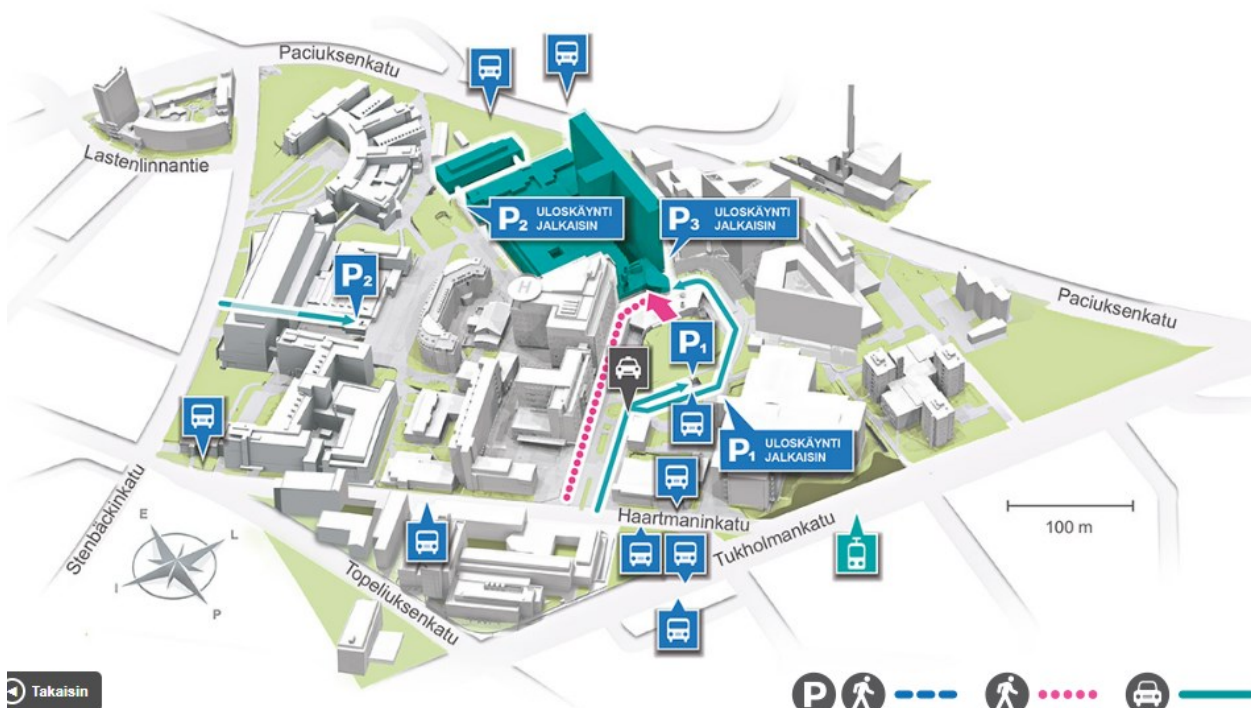 Paciuksenkatu
Lastenlinnantie
P2 ULOSKÄYNTI
JALKAISIN
P3 ULOSKÄYNTI
JALKAISIN
P2
H
Paciuksenkatu
P1
P1 ULOSKÄYNTI
JALKAISIN
Stenbäckinkatu
Haartmaninkatu
Tukholmankatu
100 m
E
L
I
P
Topeliuksenkatu
Takaisin
P